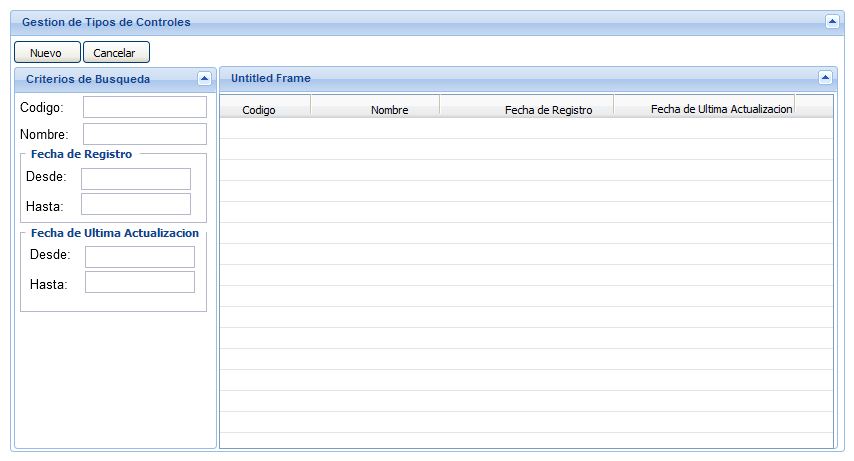 Gestion de Tipos de Controles
Nuevo Cancelar
Criterios de Busqueda
Codigo:
Nombre:
Fecha de Registro
Desde:
Hasta:
Fecha de Ultima Actualizacion
Desde:
Hasta:
Untitled Frame
Codigo Nombre Fecha de Registro Fecha de Ultima Actualizacion